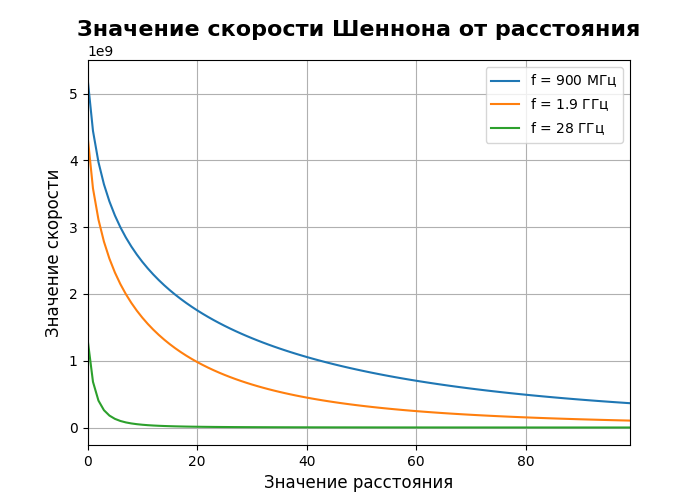 Значение скорости Шеннона от расстояния
1e9
f = 900 МГц
f = 1.9 ГГц
f = 28 ГГц
5
4
3
2
1
0
Значение скорости
0 20 40 60 80
Значение расстояния